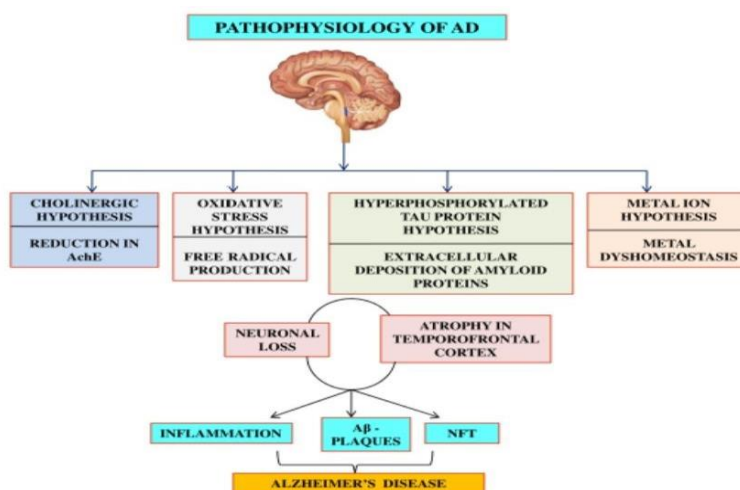 PATHOPHYSIOLOGY OF AD
CHOLINERGIC
HYPOTHESIS
REDUCTION IN
AchE
OXIDATIVE
STRESS
HYPOTHESIS
FREE RADICAL
PRODUCTION
HYPERPHOSPHORYLATED
TAU PROTEIN
HYPOTHESIS
EXTRACELLULAR
DEPOSITION OF AMYLOID
PROTEINS
METAL ION
HYPOTHESIS
METAL
DYSHOMEOSTASIS
NEURONAL
LOSS
ATROPHY IN
TEMPOROFRONTAL
CORTEX
INFLAMMATION
Aβ -
PLAQUES
NFT
ALZHEIMER'S DISEASE